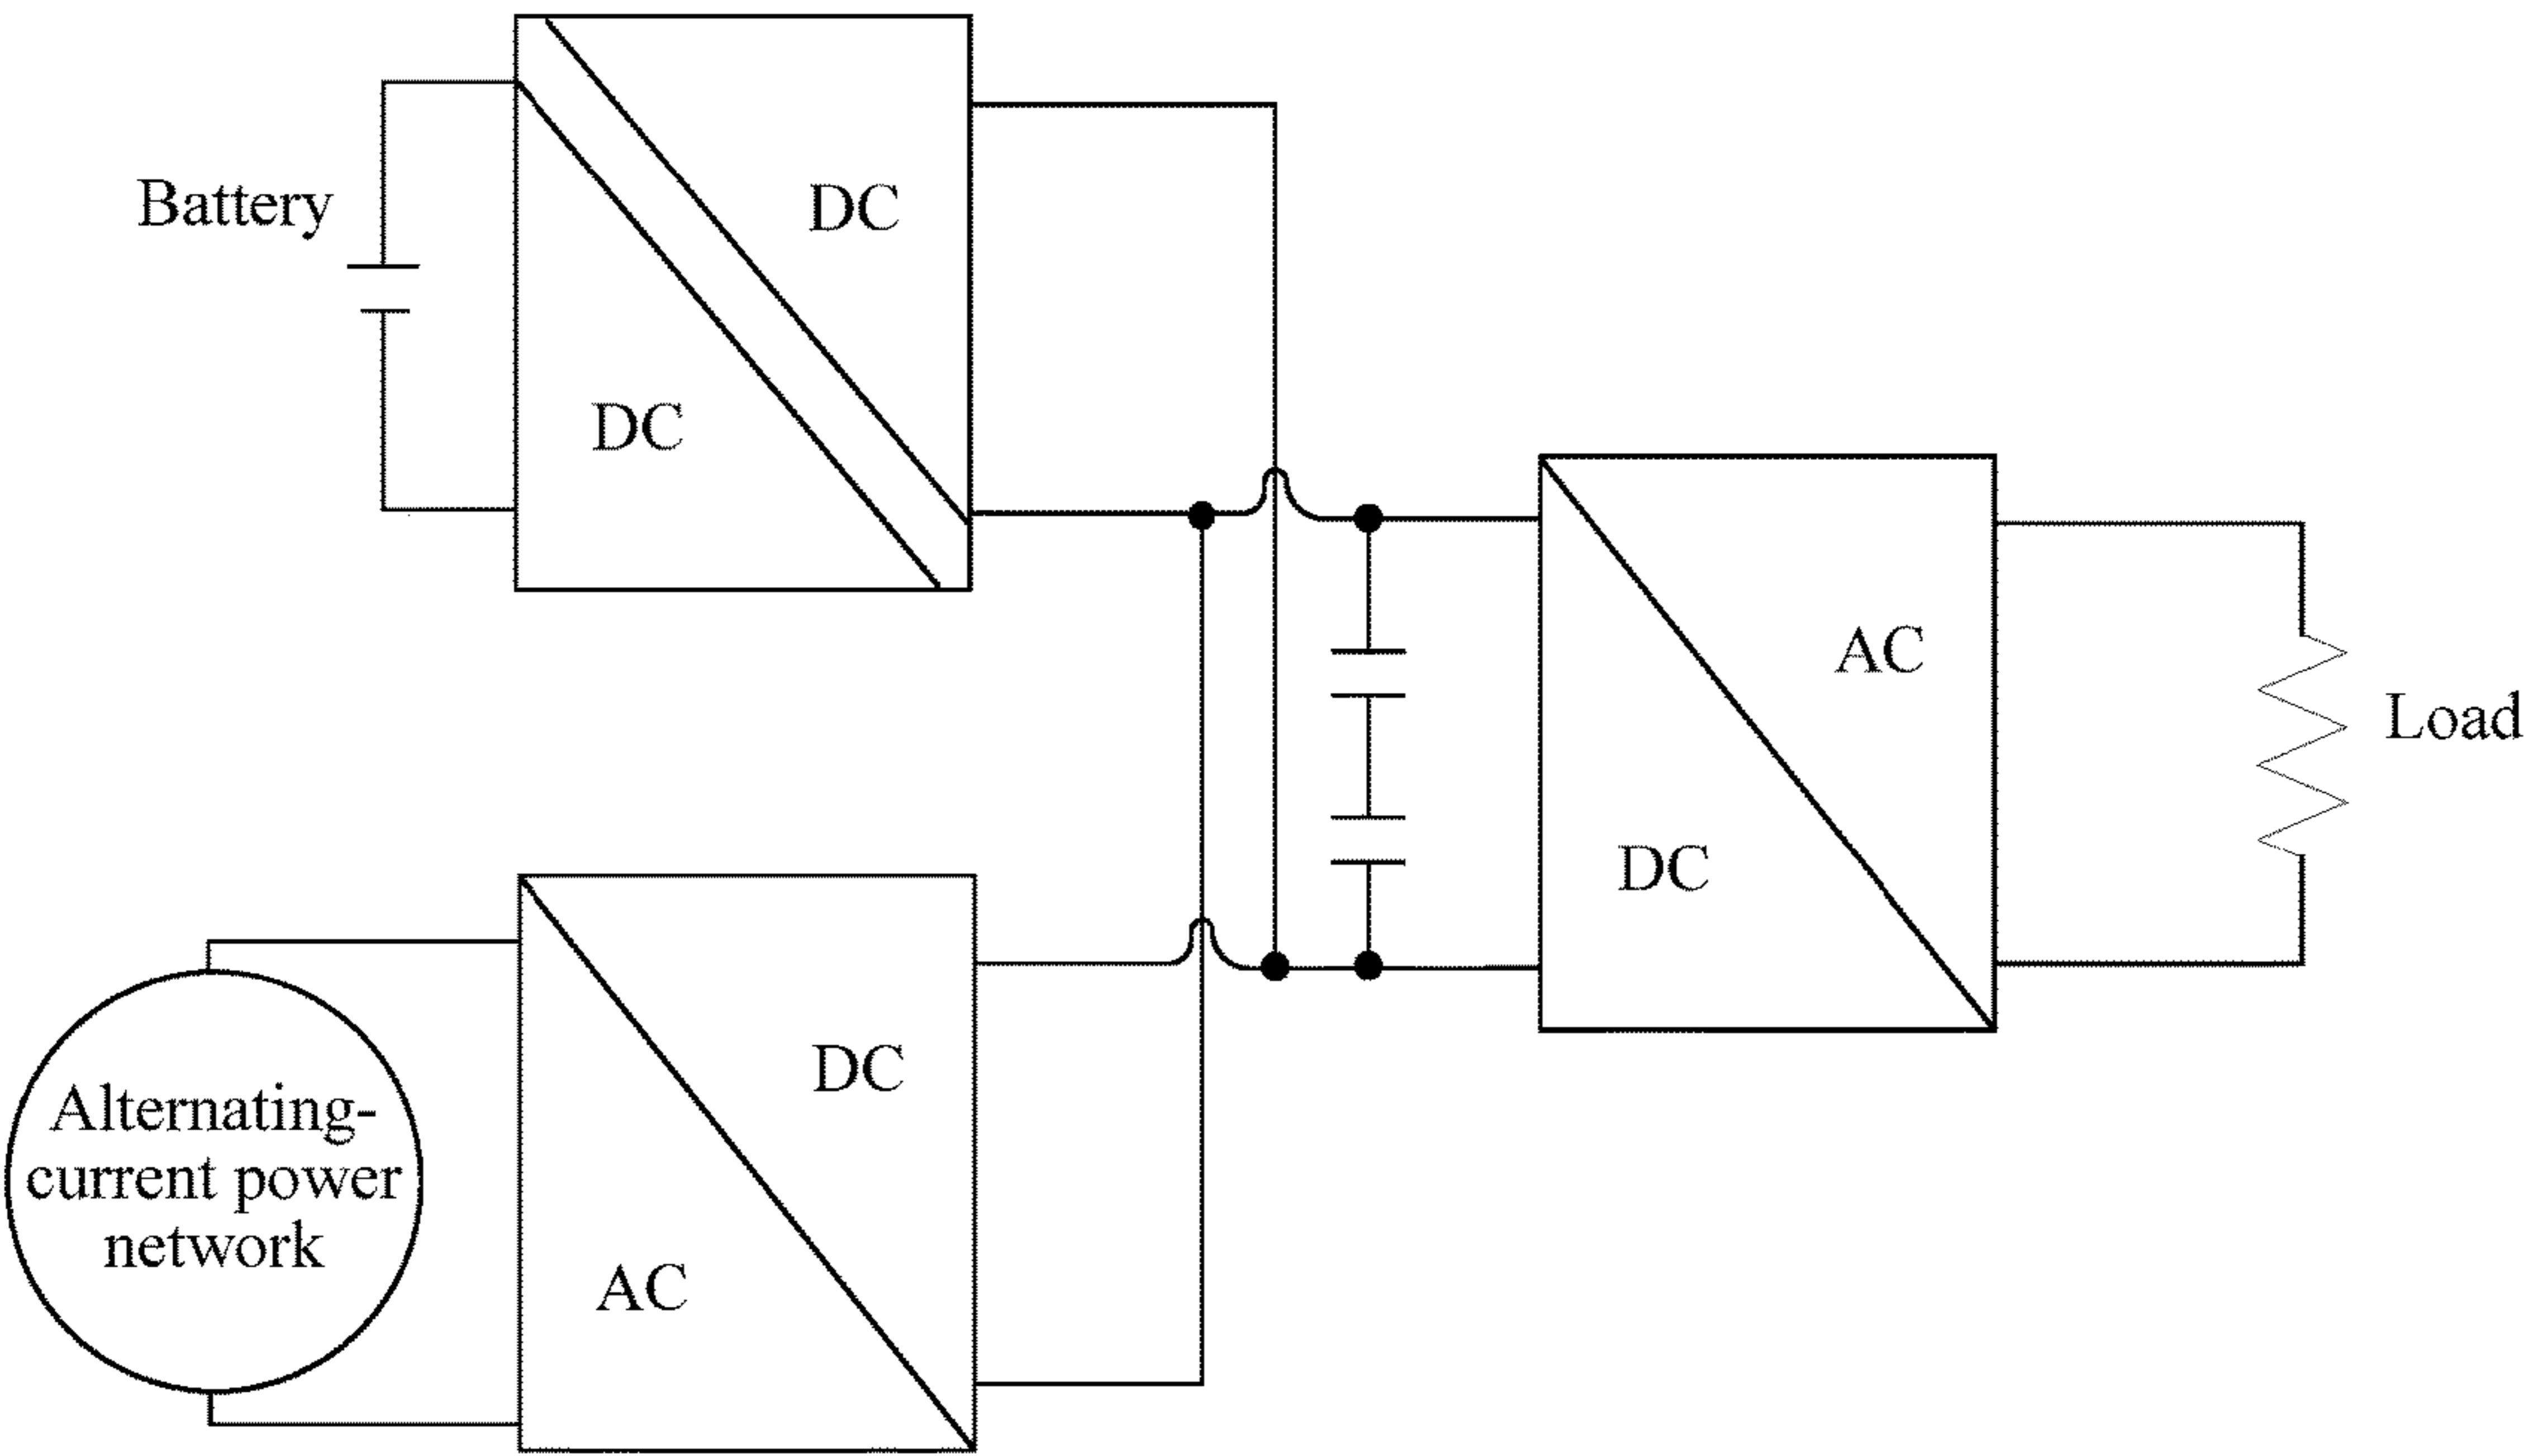 Battery
DC
DC
AC
DC
Load
DC
AC
Alternating-
current power
network